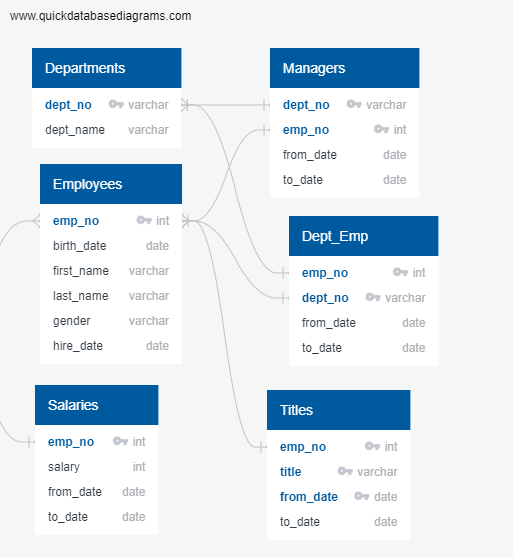 www.quickdatabasediagrams.com
Departments
dept_no varchar
dept_name varchar
Employees
emp_no int
birth_date date
first_name varchar
last_name varchar
gender varchar
hire_date date
Salaries
emp_no int
salary int
from_date date
to_date date
Managers
dept_no varchar
emp_no int
from_date date
to_date date
Dept_Emp
emp_no int
dept_no varchar
from_date date
to_date date
Titles
emp_no int
title varchar
from_date date
to_date date